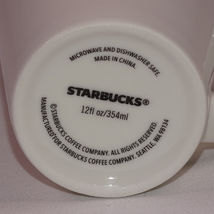 MICROWAVE AND DISHWASHER SAFE.
MADE IN CHINA.
STARBUCKS®
12fl oz/354ml
©STARBUCKS COFFEE COMPANY. ALL RIGHTS RESERVED.
MANUFACTURED FOR STARBUCKS COFFEE COMPANY. SEATTLE, WA 98134